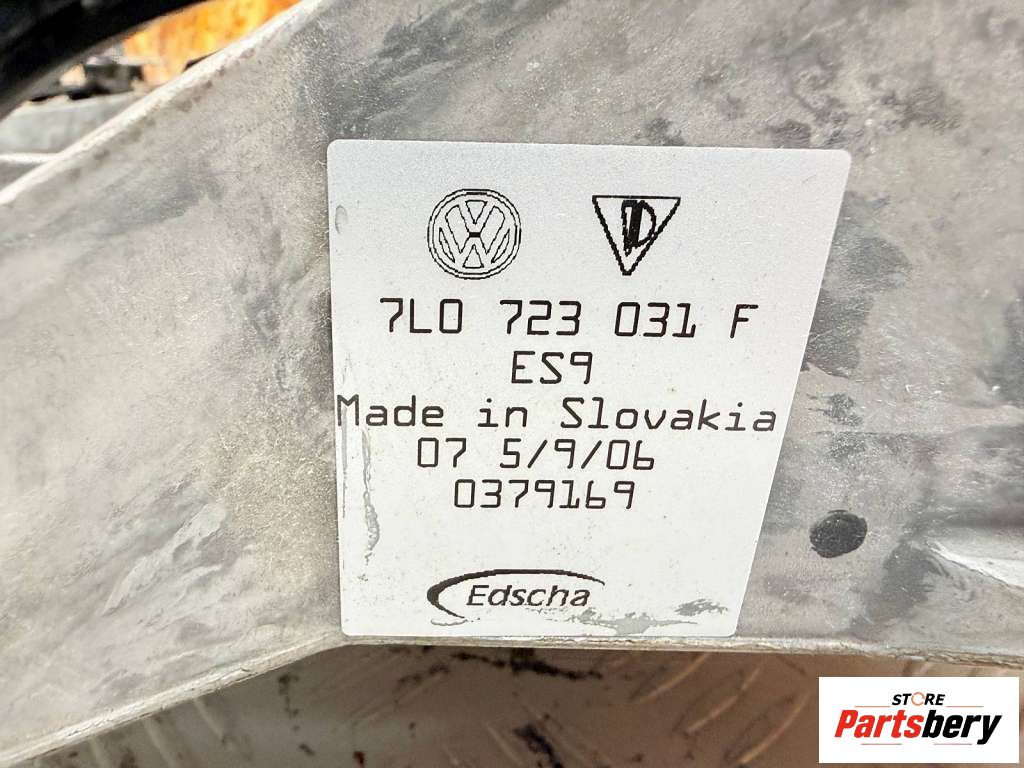 7L0 723 031 F
ES9
Made in Slovakia
07 5/9/06
0379169
Edscha
STORE
Partsbery